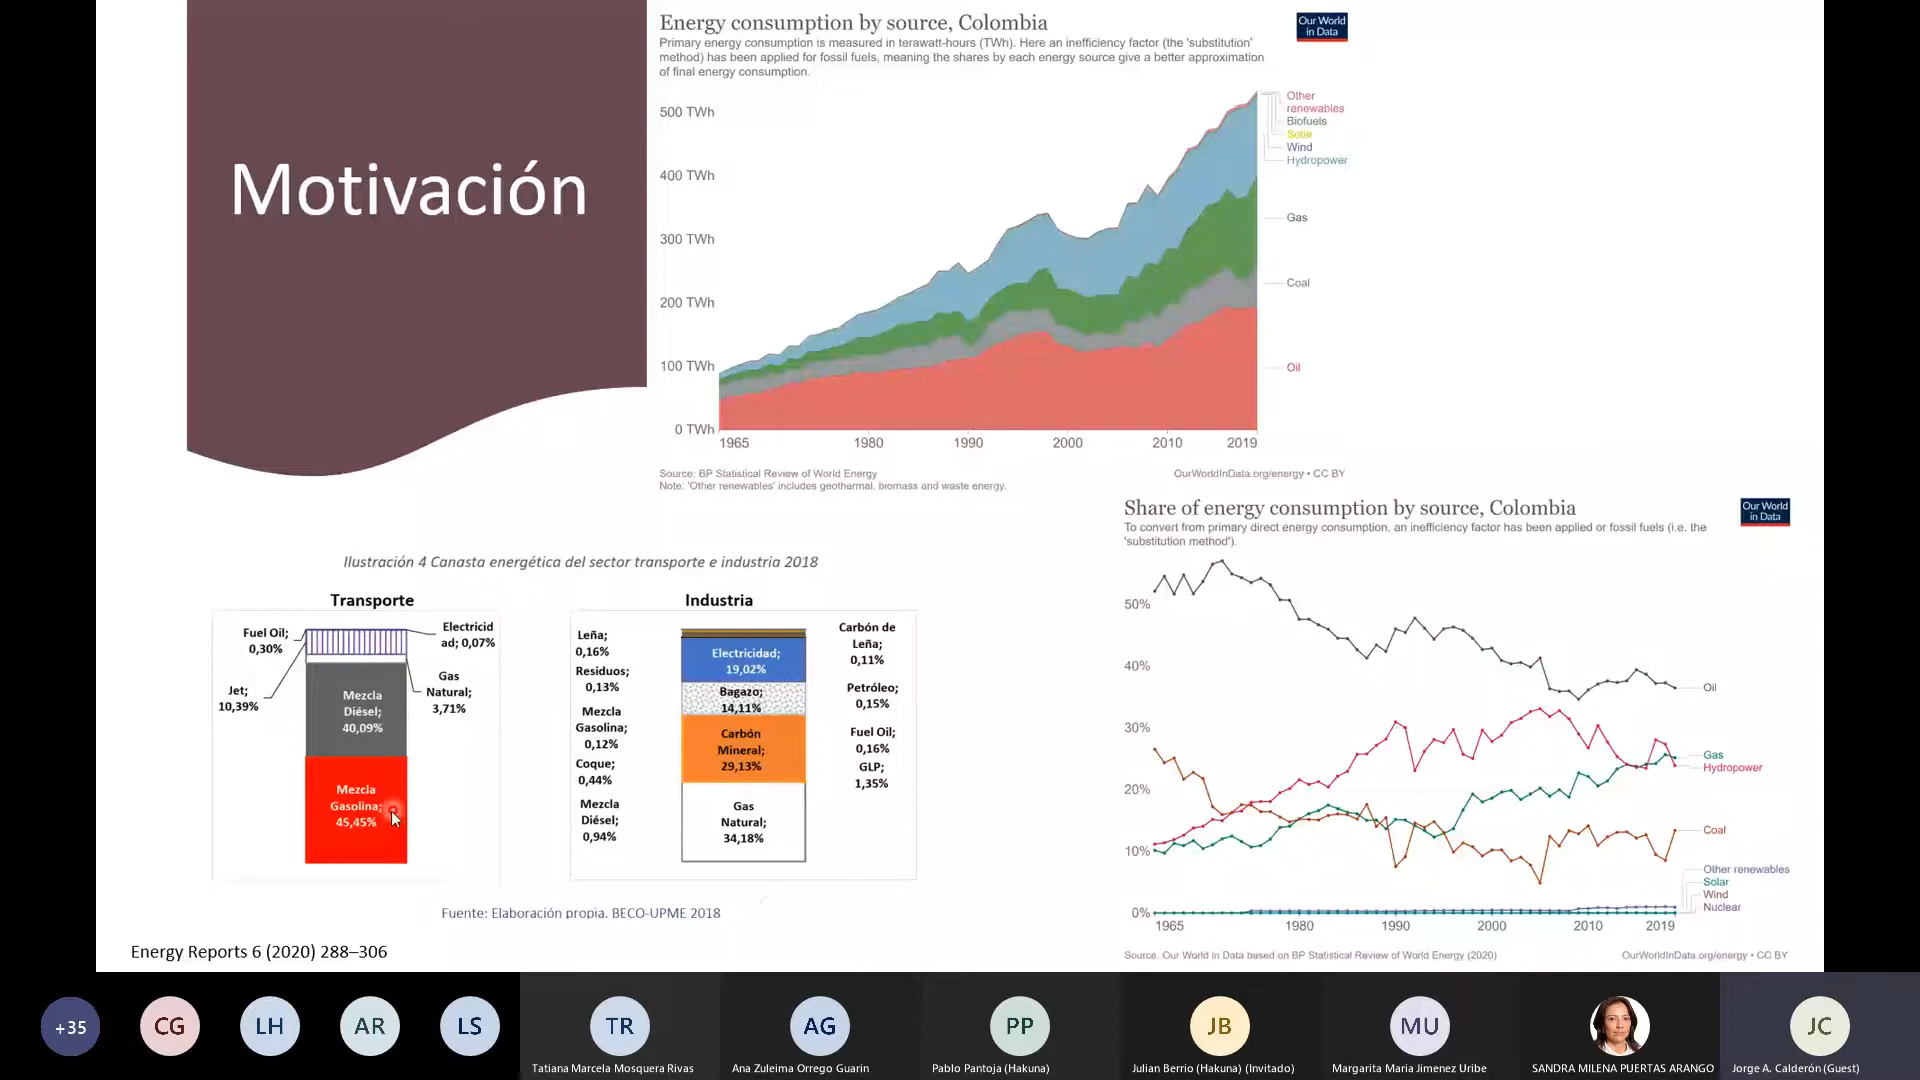 Motivación
Energy consumption by source, Colombia
Primary energy consumption is measured in terawatt-hours (TWh). Here an inefficiency factor (the 'substitution'
method) has been applied for fossil fuels, meaning the shares by each energy source give a better approximation
of final energy consumption.
Our World
in Data
500 TWh
400 TWh
300 TWh
200 TWh
100 TWh
0 TWh
1965
1980
1990
2000
2010
2019
Other
renewables
Biofuels
Solar
Wind
Hydropower
Gas
Coal
Oil
Source: BP Statistical Review of World Energy
Note: 'Other renewables' includes geothermal, biomass and waste energy.
OurWorldInData.org/energy • CC BY
Share of energy consumption by source, Colombia
To convert from primary direct energy consumption, an inefficiency factor has been applied or fossil fuels (i.e. the
'substitution method').
Our World
in Data
50%
40%
30%
20%
10%
0%
1965
1980
1990
2000
2010
2019
Oil
Gas
Hydropower
Coal
Other renewables
Solar
Wind
Nuclear
Source: Our World in Data based on BP Statistical Review of World Energy (2020)
OurWorldInData.org/energy • CC BY
Ilustración 4 Canasta energética del sector transporte e industria 2018
Transporte
Fuel Oil;
0,30%
Electricid
ad; 0,07%
Jet;
10,39%
Gas
Natural;
3,71%
Mezcla
Diésel;
40,09%
Mezcla
Gasolina;
45,45%
Industria
Leña;
0,16%
Residuos;
0,13%
Mezcla
Gasolina;
0,12%
Coque;
0,44%
Mezcla
Diésel;
0,94%
Electricidad;
19,02%
Bagazo;
14,11%
Carbón
Mineral;
29,13%
Gas
Natural;
34,18%
Carbón de
Leña;
0,11%
Petróleo;
0,15%
Fuel Oil;
0,16%
GLP;
1,35%
Fuente: Elaboración propia. BECO-UPME 2018
Energy Reports 6 (2020) 288–306
+35
CG
LH
AR
LS
TR
Tatiana Marcela Mosquera Rivas
AG
Ana Zuleima Orrego Guarin
PP
Pablo Pantoja (Hakuna)
JB
Julian Berrio (Hakuna) (Invitado)
MU
Margarita Maria Jimenez Uribe
SANDRA MILENA PUERTAS ARANGO
JC
Jorge A. Calderón (Guest)